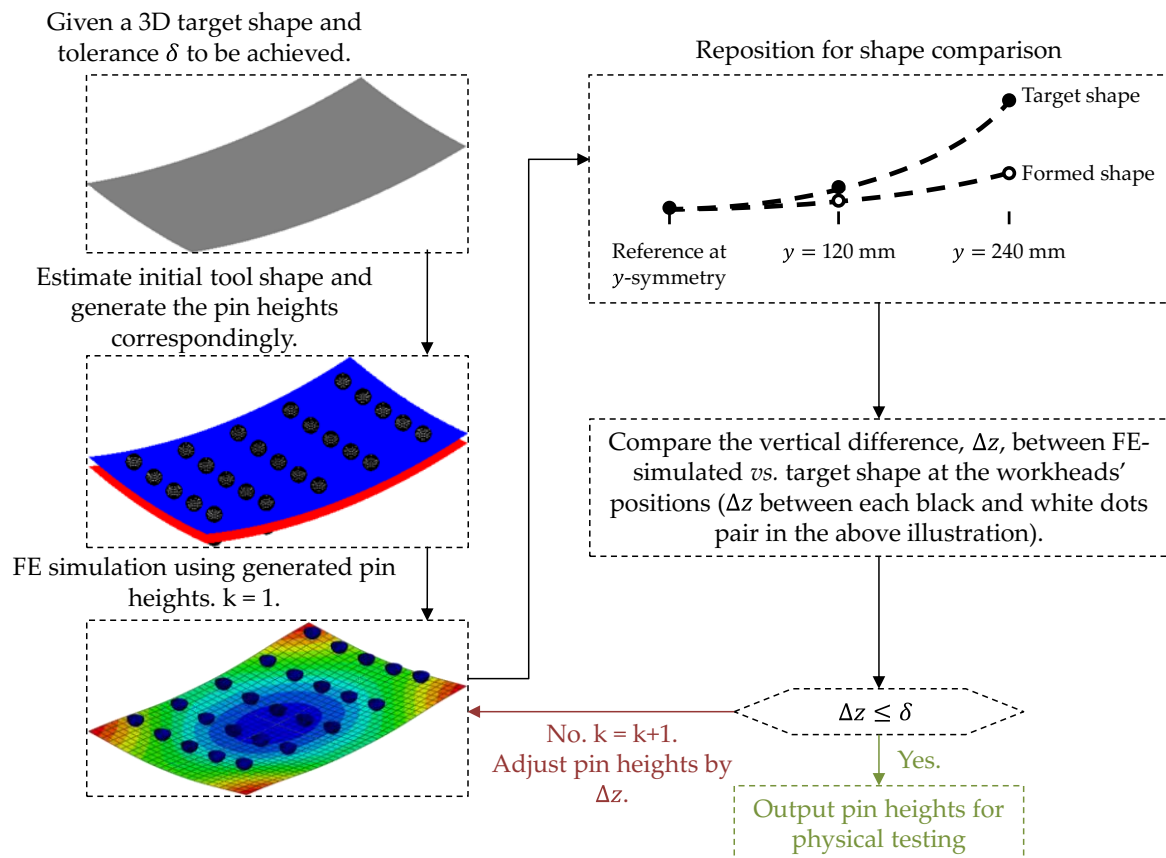 Given a 3D target shape and
tolerance δ to be achieved.
Estimate initial tool shape and
generate the pin heights
correspondingly.
FE simulation using generated pin
heights. k = 1.
Reposition for shape comparison
Target shape
Formed shape
Reference at
y-symmetry
y = 120 mm
y = 240 mm
Compare the vertical difference, Δz, between FE-
simulated vs. target shape at the workheads’
positions (Δz between each black and white dots
pair in the above illustration).
Δz ≤ δ
No. k = k+1.
Adjust pin heights by
Δz.
Yes.
Output pin heights for
physical testing